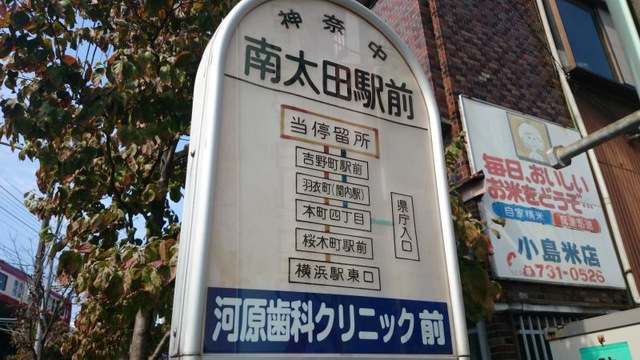 神奈中
南太田駅前
当停留所
吉野町駅前
羽衣町(関内駅)
本町四丁目
県庁入口
桜木町駅前
横浜駅東口
河原歯科クリニック前
毎日、おいしい
お米をどうぞ…
自家精米
小島米店
731-0526